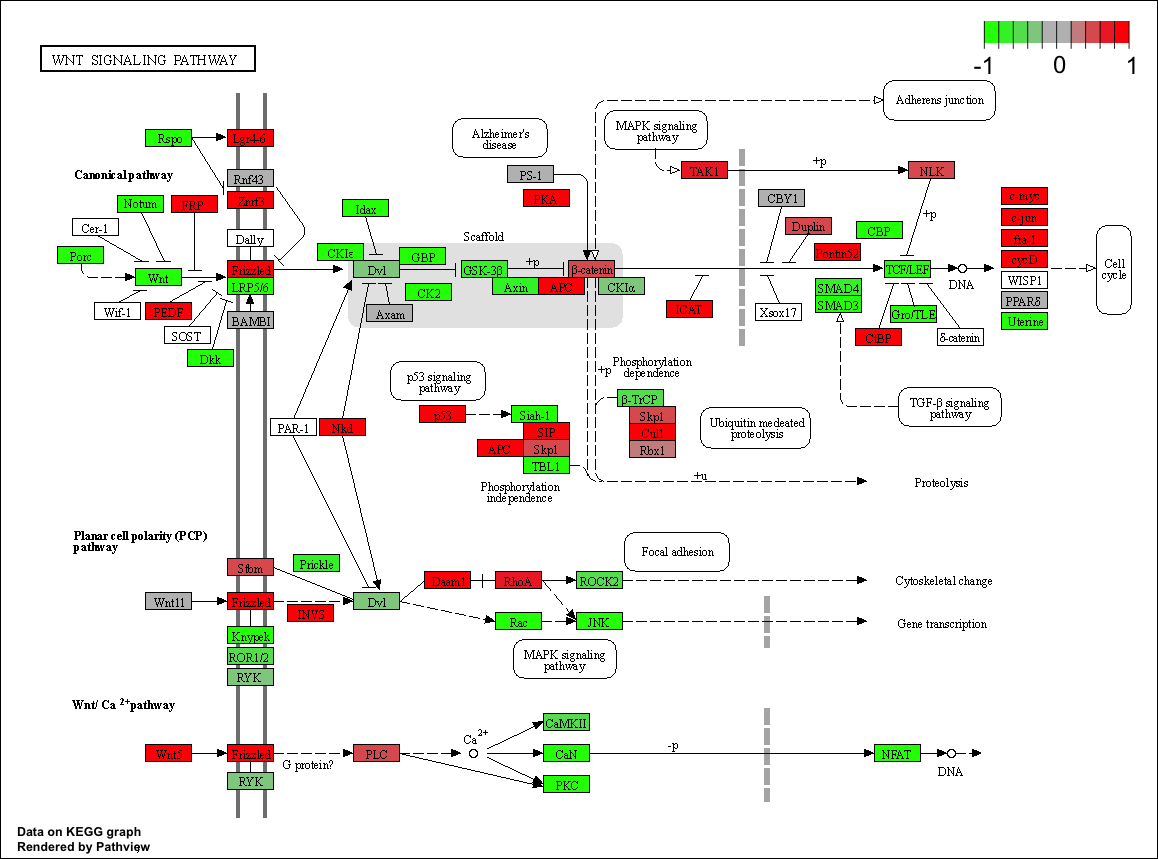 WNT SIGNALING PATHWAY
-1 0 1
Adherens junction
Alzheimer's
disease
MAPK signaling
pathway
Rspo
Lgr4-6
Canonical pathway
Rnf43
PS-1
TAK1
+p
NLK
Notum
FRP
Znrf3
PKA
CBY1
c-myc
Idax
Duplin
+p
c-jun
Cer-1
Dally
Scaffold
CBP
fra-1
Porc
CKIε
GBP
Pontin52
cycD
Wnt
Frizzled
Dvl
GSK-3β
+p
β-catenin
TCF/LEF
DNA
Cell
cycle
LRP5/6
CK2
Axin
APC
CKIα
SMAD4
SMAD3
WISP1
Wif-1
PEDF
BAMBI
Axam
ICAT
Xsox17
Gro/TLE
PPARδ
Uterine
SOST
Dkk
CtBP
δ-catenin
p53 signaling
pathway
Phosphorylation
dependence
+p
β-TrCP
TGF-β signaling
pathway
PAR-1
Nkd
p53
Siah-1
Skp1
SIP
Cul1
Ubiquitin medeated
proteolysis
APC
Skp1
Rbx1
TBL1
+u
Proteolysis
Phosphorylation
independence
Planar cell polarity (PCP)
pathway
Stbm
Prickle
Focal adhesion
Daam1
RhoA
ROCK2
Cytoskeletal change
Wnt11
Frizzled
INVS
Dvl
Rac
JNK
Gene transcription
Knypek
ROR1/2
RYK
MAPK signaling
pathway
Wnt/ Ca 2+pathway
CaMKII
Ca2+
Wnt5
Frizzled
G protein?
PLC
CaN
-p
NFAT
DNA
RYK
PKC
Data on KEGG graph
Rendered by Pathview